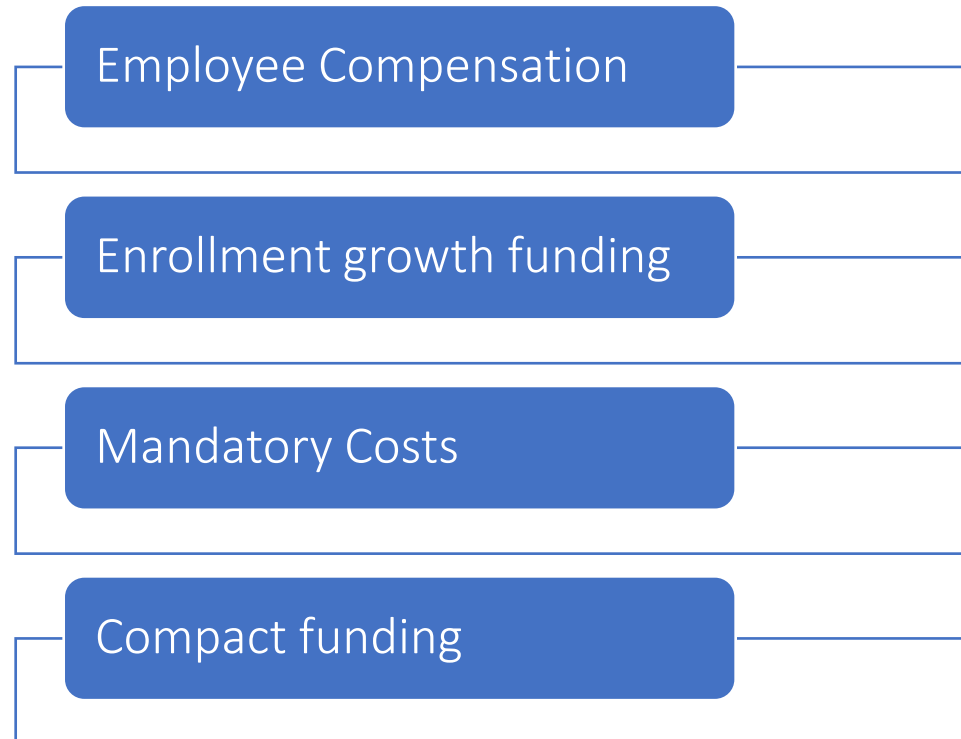 Employee Compensation
Enrollment growth funding
Mandatory Costs
Compact funding